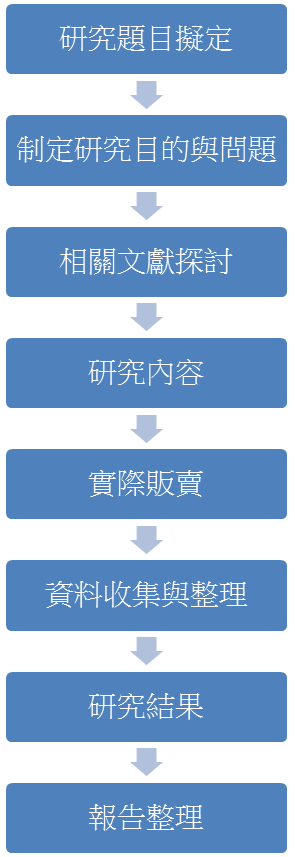 研究題目擬定
制定研究目的與問題
相關文獻探討
研究內容
實際販賣
資料收集與整理
研究結果
報告整理